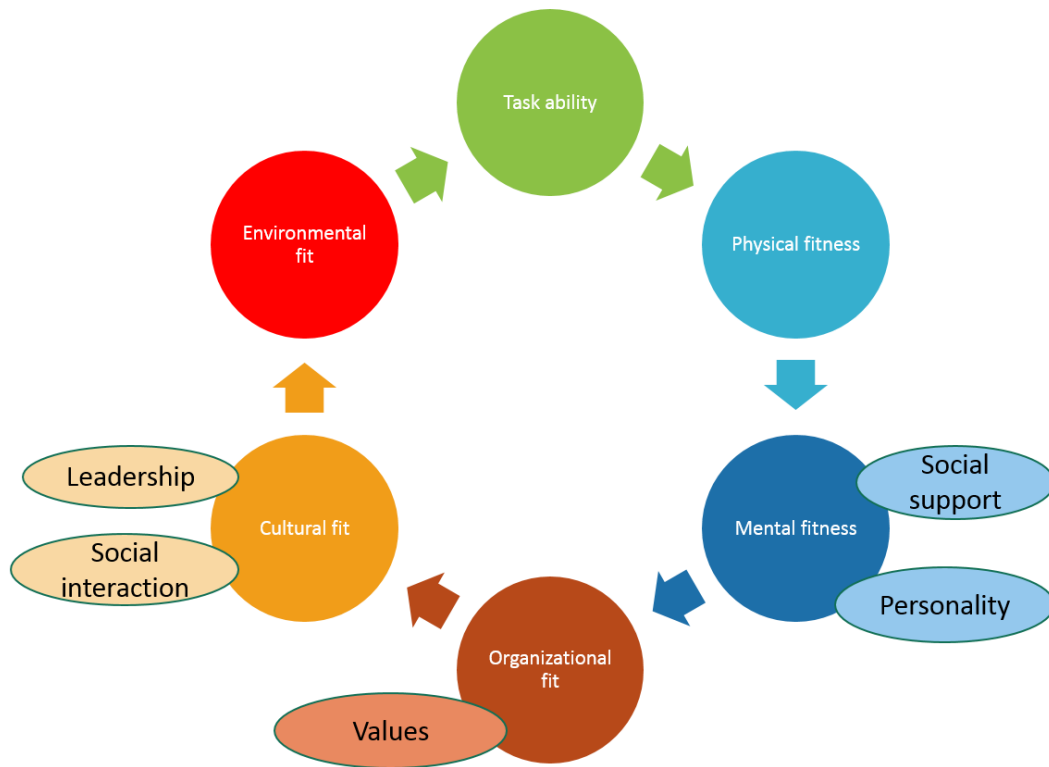 Task ability
Environmental
fit
Physical fitness
Leadership
Social
support
Cultural fit
Mental fitness
Social
interaction
Personality
Organizational
fit
Values